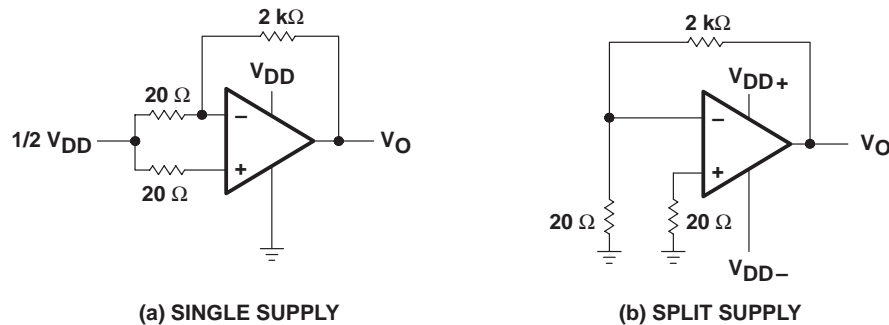 2 kΩ
VDD
20 Ω
1/2 VDD
−
+
VO
20 Ω
(a) SINGLE SUPPLY
2 kΩ
VDD+
−
+
VO
20 Ω
20 Ω
VDD−
(b) SPLIT SUPPLY